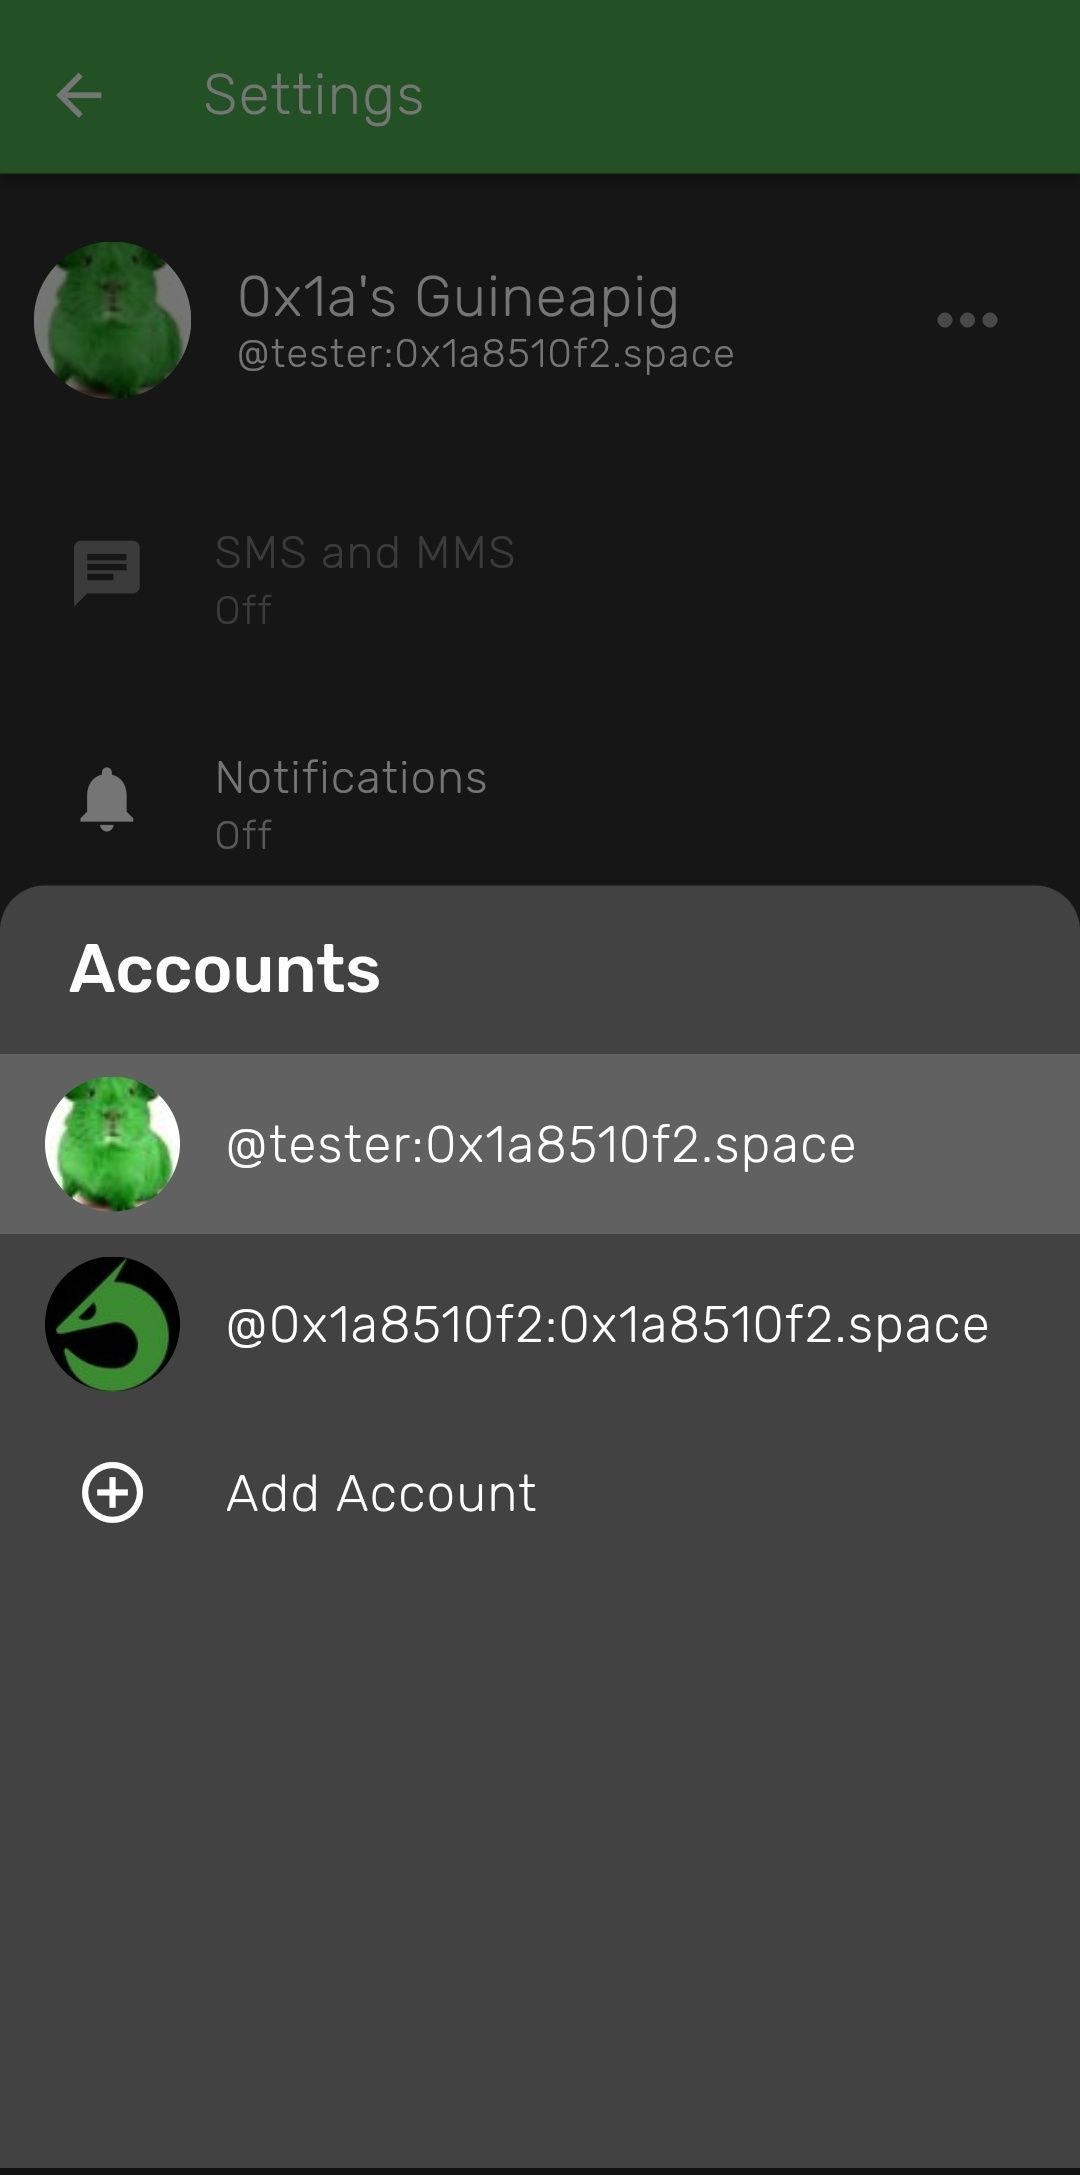 Settings
0x1a's Guineapig
@tester:0x1a8510f2.space
SMS and MMS
Off
Notifications
Off
Accounts
@tester:0x1a8510f2.space
@0x1a8510f2:0x1a8510f2.space
Add Account